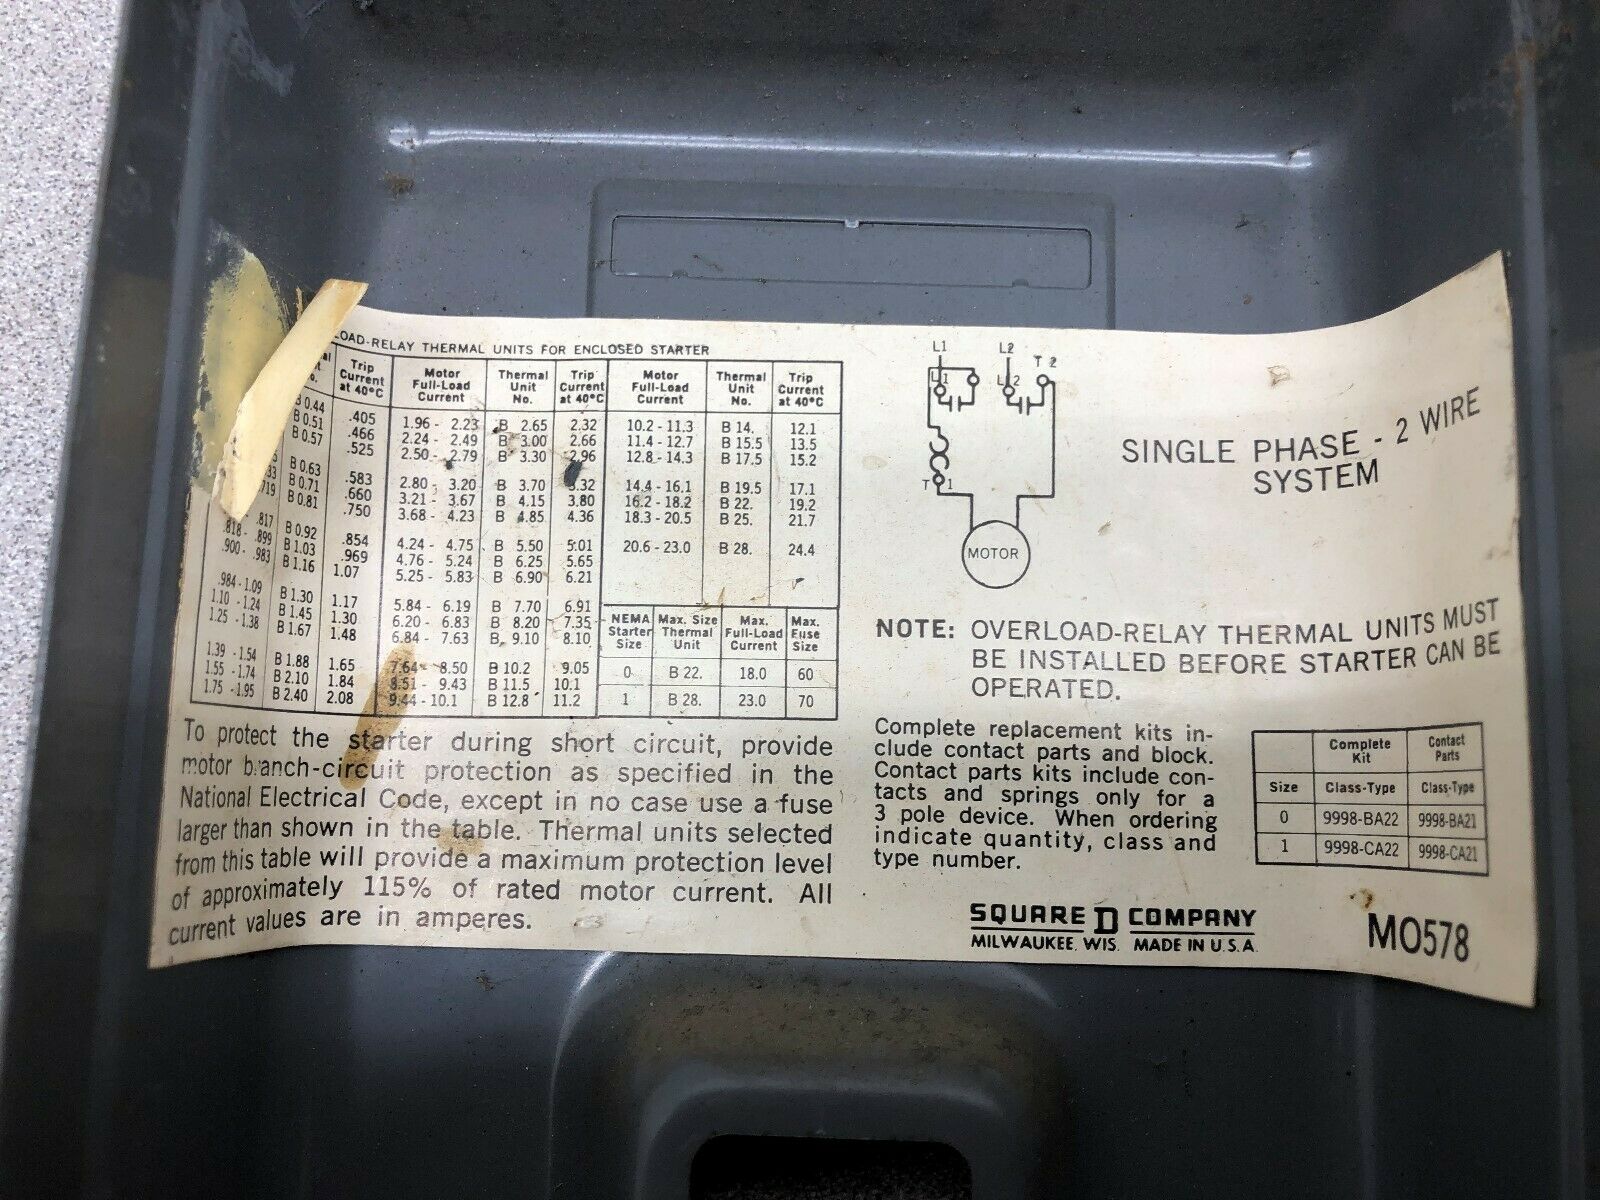 LOAD-RELAY THERMAL UNITS FOR ENCLOSED STARTER
Trip Current at 40°C
B 0.44 .405
B 0.51 .466
B 0.57 .525
B 0.63 .583
B 0.71 .660
B 0.81 .750
.817 B 0.92 .854
.818 - .899 B 1.03 .969
.900 - .983 B 1.16 1.07
.984 - 1.09 B 1.30 1.17
1.10 - 1.24 B 1.45 1.30
1.25 - 1.38 B 1.67 1.48
1.39 - 1.54 B 1.88 1.65
1.55 - 1.74 B 2.10 1.84
1.75 - 1.95 B 2.40 2.08
Motor Full-Load Current Thermal Unit No. Trip Current at 40°C
1.96 - 2.23 B 2.65 2.32
2.24 - 2.49 B 3.00 2.66
2.50 - 2.79 B 3.30 2.96
2.80 - 3.20 B 3.70 3.32
3.21 - 3.67 B 4.15 3.80
3.68 - 4.23 B 4.85 4.36
4.24 - 4.75 B 5.50 5.01
4.76 - 5.24 B 6.25 5.65
5.25 - 5.83 B 6.90 6.21
5.84 - 6.19 B 7.70 6.91
6.20 - 6.83 B 8.20 7.35
6.84 - 7.63 B 9.10 8.10
7.64 - 8.50 B 10.2 9.05
8.51 - 9.43 B 11.5 10.1
9.44 - 10.1 B 12.8 11.2
Motor Full-Load Current Thermal Unit No. Trip Current at 40°C
10.2 - 11.3 B 14. 12.1
11.4 - 12.7 B 15.5 13.5
12.8 - 14.3 B 17.5 15.2
14.4 - 16.1 B 19.5 17.1
16.2 - 18.2 B 22. 19.2
18.3 - 20.5 B 25. 21.7
20.6 - 23.0 B 28. 24.4
NEMA Starter Size Max. Size Thermal Unit Max. Full-Load Current Max. Fuse Size
0 B 22. 18.0 60
1 B 28. 23.0 70
To protect the starter during short circuit, provide
motor branch-circuit protection as specified in the
National Electrical Code, except in no case use a fuse
larger than shown in the table. Thermal units selected
from this table will provide a maximum protection level
of approximately 115% of rated motor current. All
current values are in amperes.
L1 L2 T 2
L1 L 2
T 1
MOTOR
SINGLE PHASE - 2 WIRE
SYSTEM
NOTE: OVERLOAD-RELAY THERMAL UNITS MUST
BE INSTALLED BEFORE STARTER CAN BE
OPERATED.
Complete replacement kits in-
clude contact parts and block.
Contact parts kits include con-
tacts and springs only for a
3 pole device. When ordering
indicate quantity, class and
type number.
Complete Kit Contact Parts
Size Class-Type Class-Type
0 9998-BA22 9998-BA21
1 9998-CA22 9998-CA21
SQUARE D COMPANY
MILWAUKEE, WIS. MADE IN U.S.A.
MO578